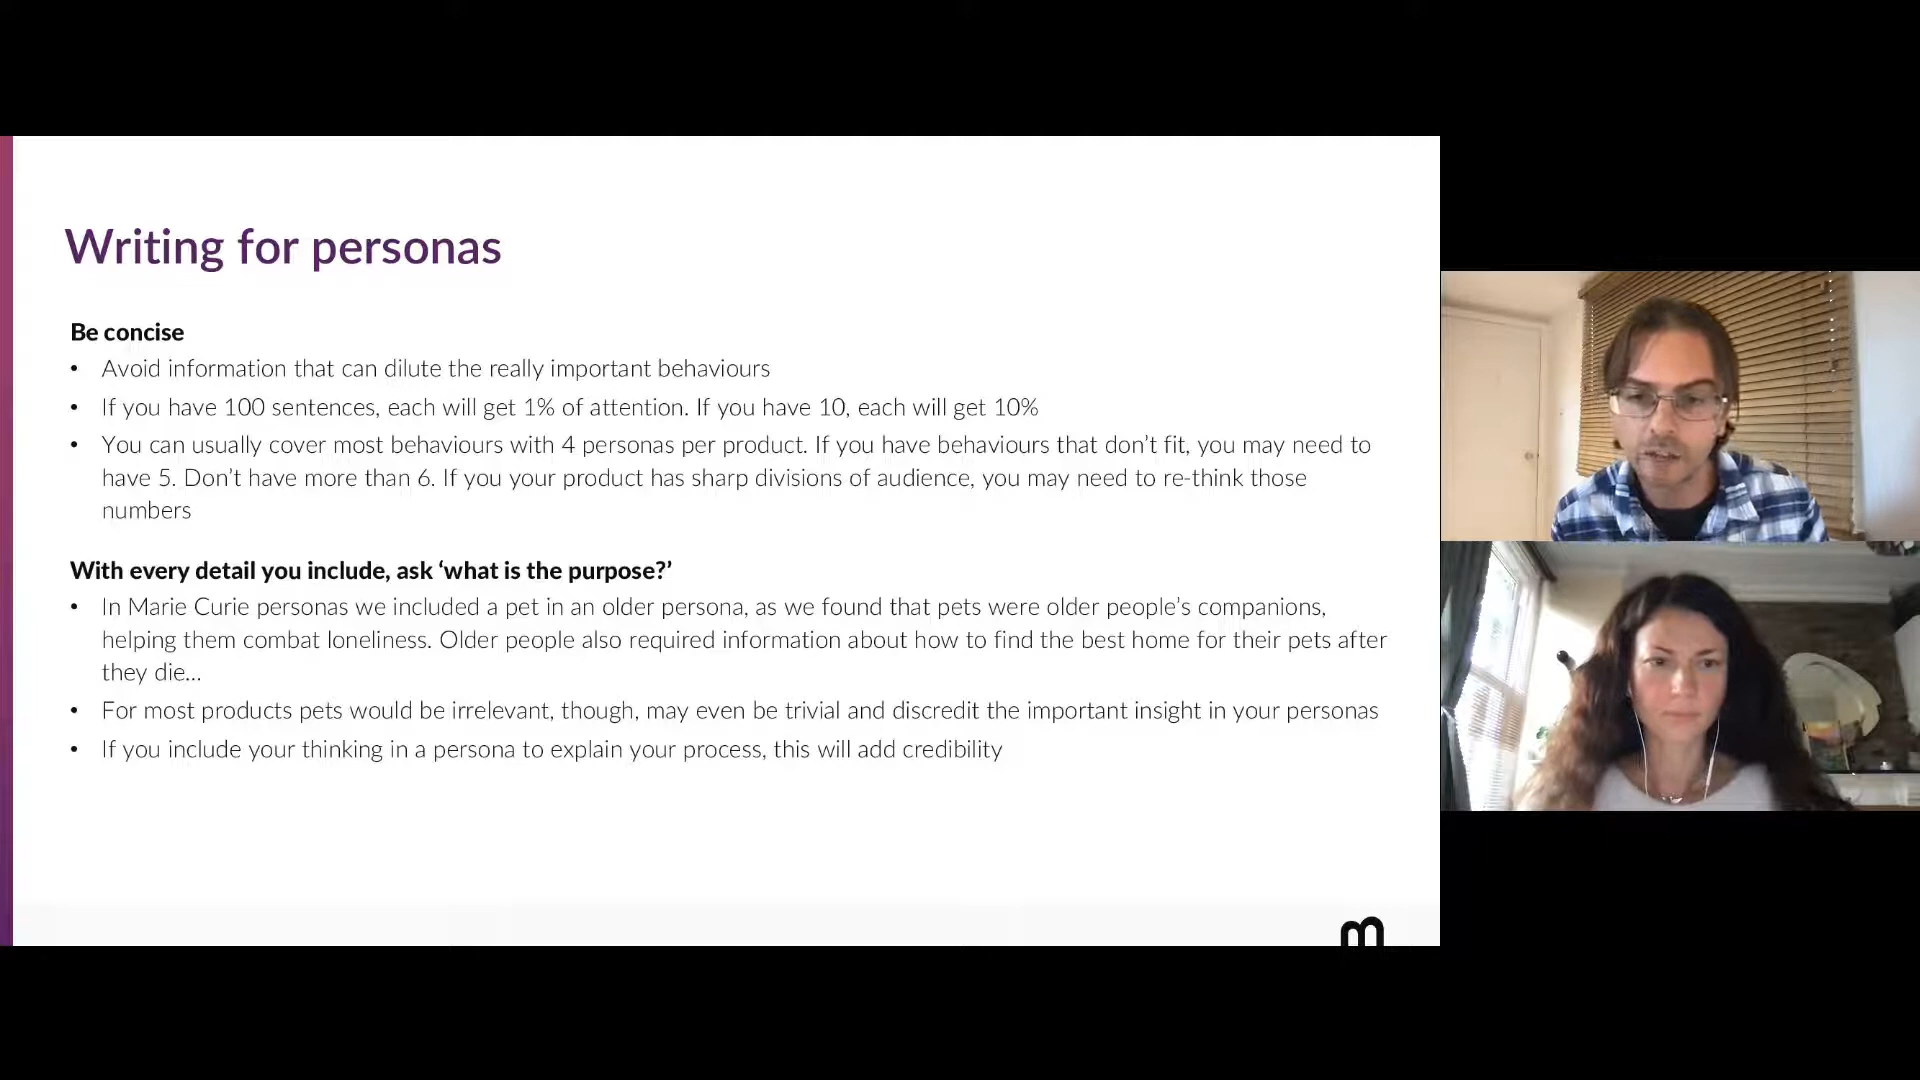 Writing for personas
Be concise
• Avoid information that can dilute the really important behaviours
• If you have 100 sentences, each will get 1% of attention. If you have 10, each will get 10%
• You can usually cover most behaviours with 4 personas per product. If you have behaviours that don’t fit, you may need to
have 5. Don’t have more than 6. If you your product has sharp divisions of audience, you may need to re-think those
numbers
With every detail you include, ask ‘what is the purpose?’
• In Marie Curie personas we included a pet in an older persona, as we found that pets were older people’s companions,
helping them combat loneliness. Older people also required information about how to find the best home for their pets after
they die...
• For most products pets would be irrelevant, though, may even be trivial and discredit the important insight in your personas
• If you include your thinking in a persona to explain your process, this will add credibility
m